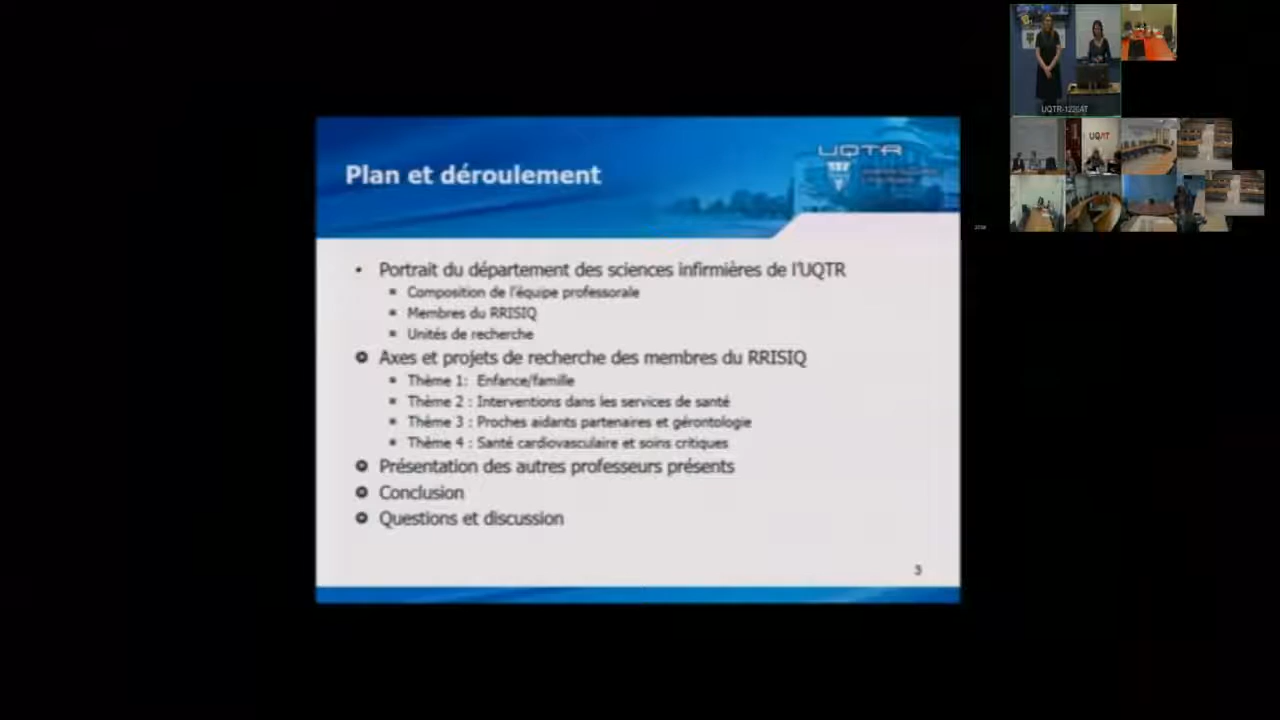 Plan et déroulement
UQTR
• Portrait du département des sciences infirmières de l'UQTR
Composition de l'équipe professorale
Membres du RRISIQ
Unités de recherche
Axes et projets de recherche des membres du RRISIQ
Thème 1: Enfance/famille
Thème 2 : Interventions dans les services de santé
Thème 3 : Proches aidants partenaires et gérontologie
Thème 4 : Santé cardiovasculaire et soins critiques
Présentation des autres professeurs présents
Conclusion
Questions et discussion
3
UQAT